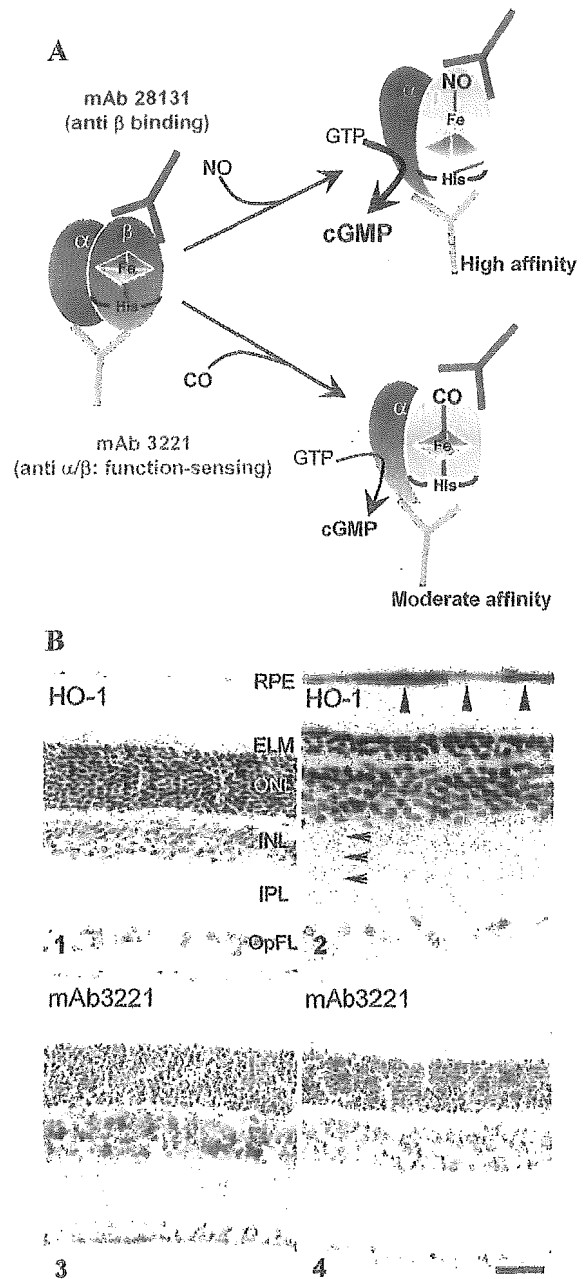 A
mAb 28131
(anti β binding)
α
β
Fe
His
NO
GTP
cGMP
α
NO
Fe
His
High affinity
mAb 3221
(anti α/β: function-sensing)
CO
GTP
cGMP
α
CO
Fe
His
Moderate affinity
B
HO-1
RPE
HO-1
ELM
ONL
INL
IPL
1
OpFL
2
mAb3221
mAb3221
3
4